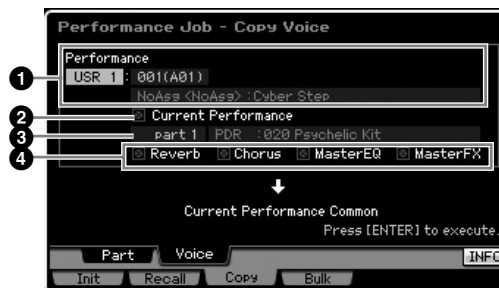 Performance Job - Copy Voice
Performance
1 USR 1 : 001(A01)
NoAsg <NoAsg> :Cyber Step
2 Current Performance
3 part 1 PDR :020 Psychelic Kit
4 Reverb Chorus MasterEQ MasterFX
Current Performance Common
Press [ENTER] to execute.
Part Voice INFO
Init Recall Copy Bulk